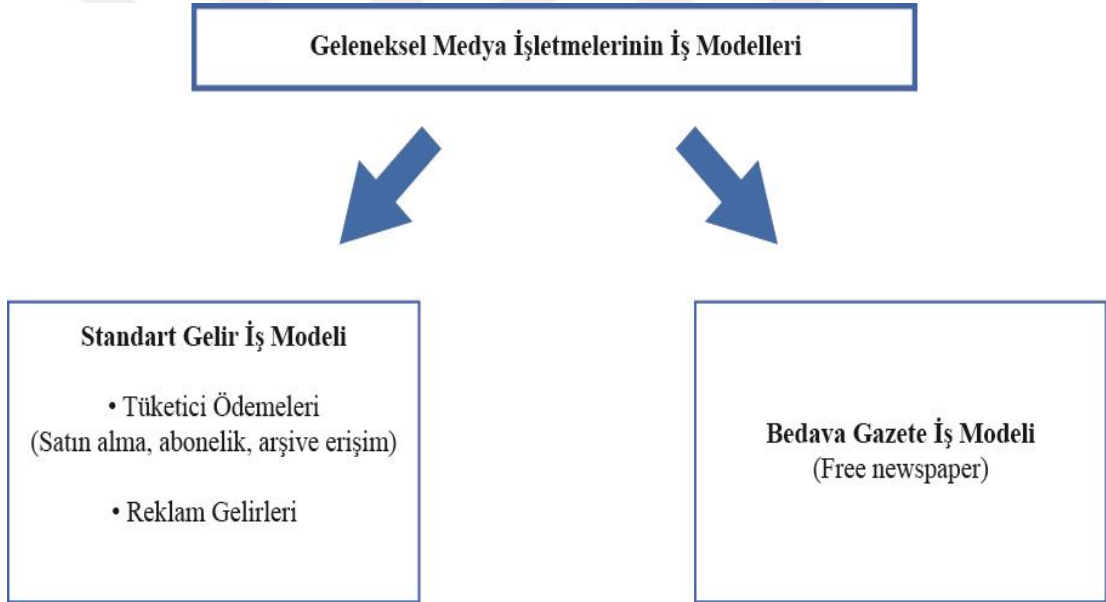 Geleneksel Medya İşletmelerinin İş Modelleri
Standart Gelir İş Modeli
• Tüketici Ödemeleri
(Satın alma, abonelik, arşive erişim)
• Reklam Gelirleri
Bedava Gazete İş Modeli
(Free newspaper)